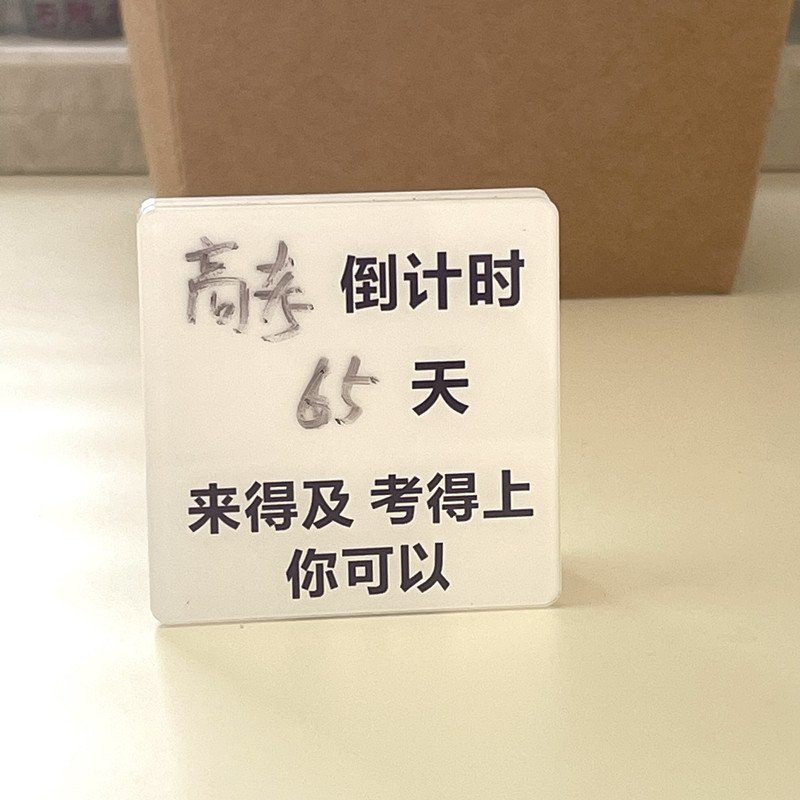 高考 倒计时
65 天
来得及 考得上
你可以